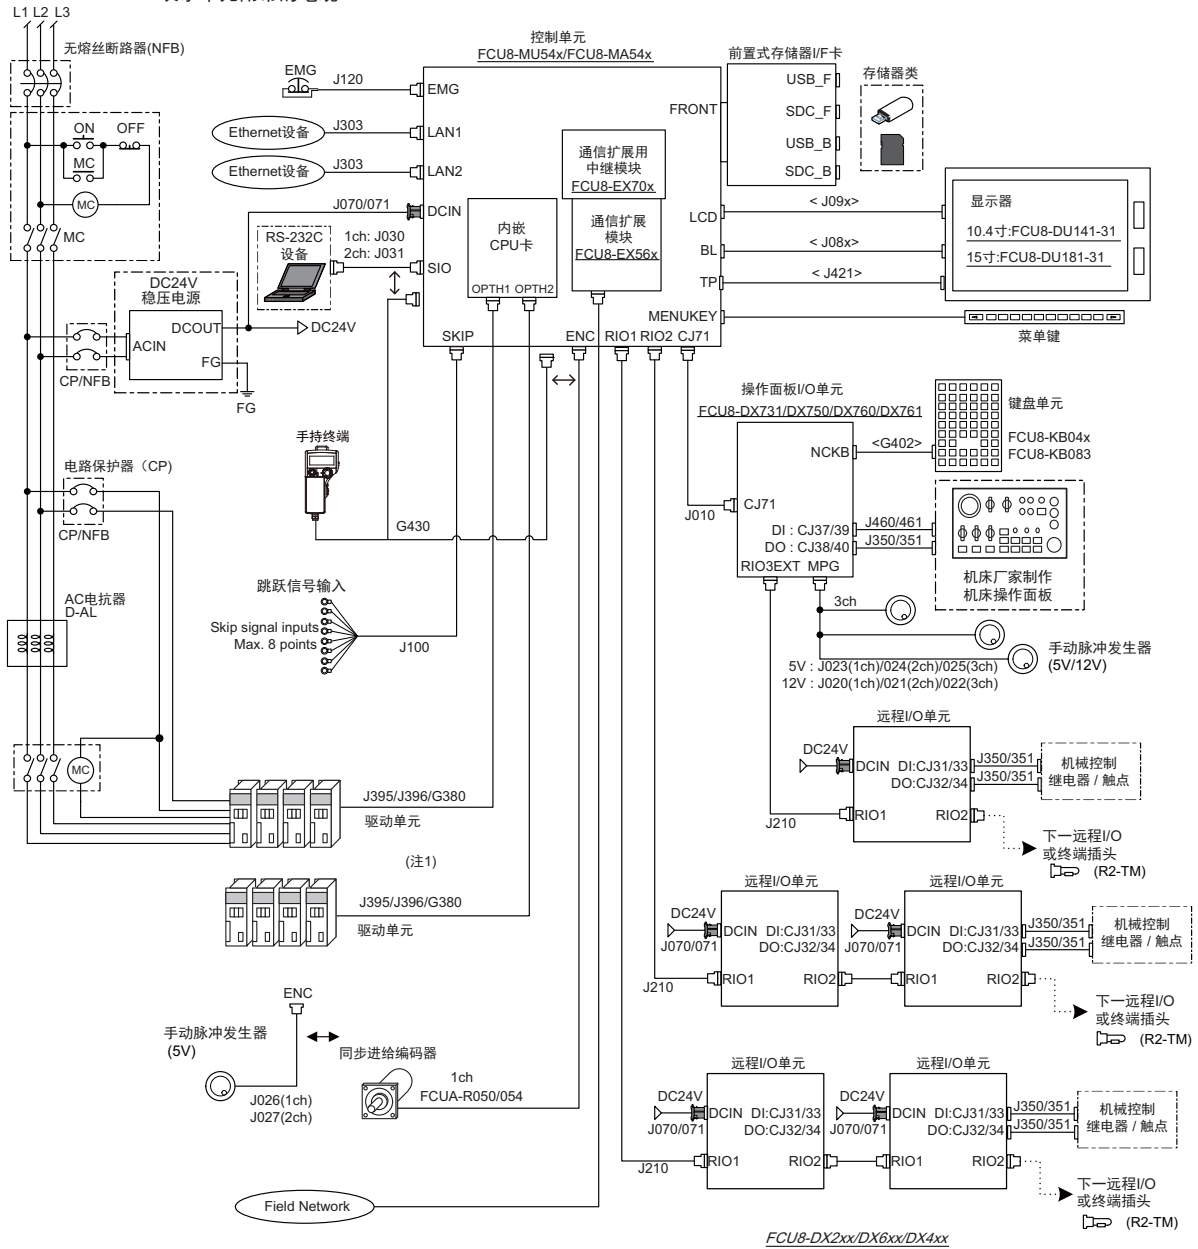 L1 L2 L3
无熔丝断路器(NFB)
ON
OFF
MC
MC
MC
DC24V
稳压电源
DCOUT
ACIN
FG
FG
CP/NFB
DC24V
电路保护器（CP）
CP/NFB
AC电抗器
D-AL
MC
EMG
J120
Ethernet设备
J303
Ethernet设备
J303
J070/071
RS-232C
设备
1ch: J030
2ch: J031
控制单元
FCU8-MU54x/FCU8-MA54x
EMG
LAN1
LAN2
DCIN
SIO
SKIP
内嵌
CPU卡
OPTH1 OPTH2
通信扩展用
中继模块
FCU8-EX70x
通信扩展
模块
FCU8-EX56x
FRONT
LCD
BL
TP
MENUKEY
ENC
RIO1 RIO2 CJ71
前置式存储器I/F卡
USB_F
SDC_F
USB_B
SDC_B
存储器类
< J09x>
< J08x>
< J421>
显示器
10.4寸:FCU8-DU141-31
15寸:FCU8-DU181-31
菜单键
手持终端
G430
跳跃信号输入
Skip signal inputs
Max. 8 points
J100
操作面板I/O单元
FCU8-DX731/DX750/DX760/DX761
NCKB
CJ71
J010
DI : CJ37/39
DO : CJ38/40
RIO3EXT MPG
<G402>
键盘单元
FCU8-KB04x
FCU8-KB083
J460/461
J350/351
机床厂家制作
机床操作面板
3ch
5V : J023(1ch)/024(2ch)/025(3ch)
12V : J020(1ch)/021(2ch)/022(3ch)
手动脉冲发生器
(5V/12V)
远程I/O单元
DC24V
DCIN DI:CJ31/33
DO:CJ32/34
J350/351
J350/351
机械控制
继电器 / 触点
J210
RIO1
RIO2
下一远程I/O
或终端插头
(R2-TM)
J395/J396/G380
驱动单元
(注1)
J395/J396/G380
驱动单元
远程I/O单元
远程I/O单元
DC24V
J070/071
DCIN DI:CJ31/33
DO:CJ32/34
DC24V
J070/071
DCIN DI:CJ31/33
DO:CJ32/34
J350/351
J350/351
机械控制
继电器 / 触点
J210
RIO1
RIO2
RIO1
RIO2
下一远程I/O
或终端插头
(R2-TM)
ENC
手动脉冲发生器
(5V)
J026(1ch)
J027(2ch)
同步进给编码器
1ch
FCUA-R050/054
远程I/O单元
远程I/O单元
DC24V
J070/071
DCIN DI:CJ31/33
DO:CJ32/34
DC24V
J070/071
DCIN DI:CJ31/33
DO:CJ32/34
J350/351
J350/351
机械控制
继电器 / 触点
J210
RIO1
RIO2
RIO1
RIO2
下一远程I/O
或终端插头
(R2-TM)
Field Network
FCU8-DX2xx/DX6xx/DX4xx